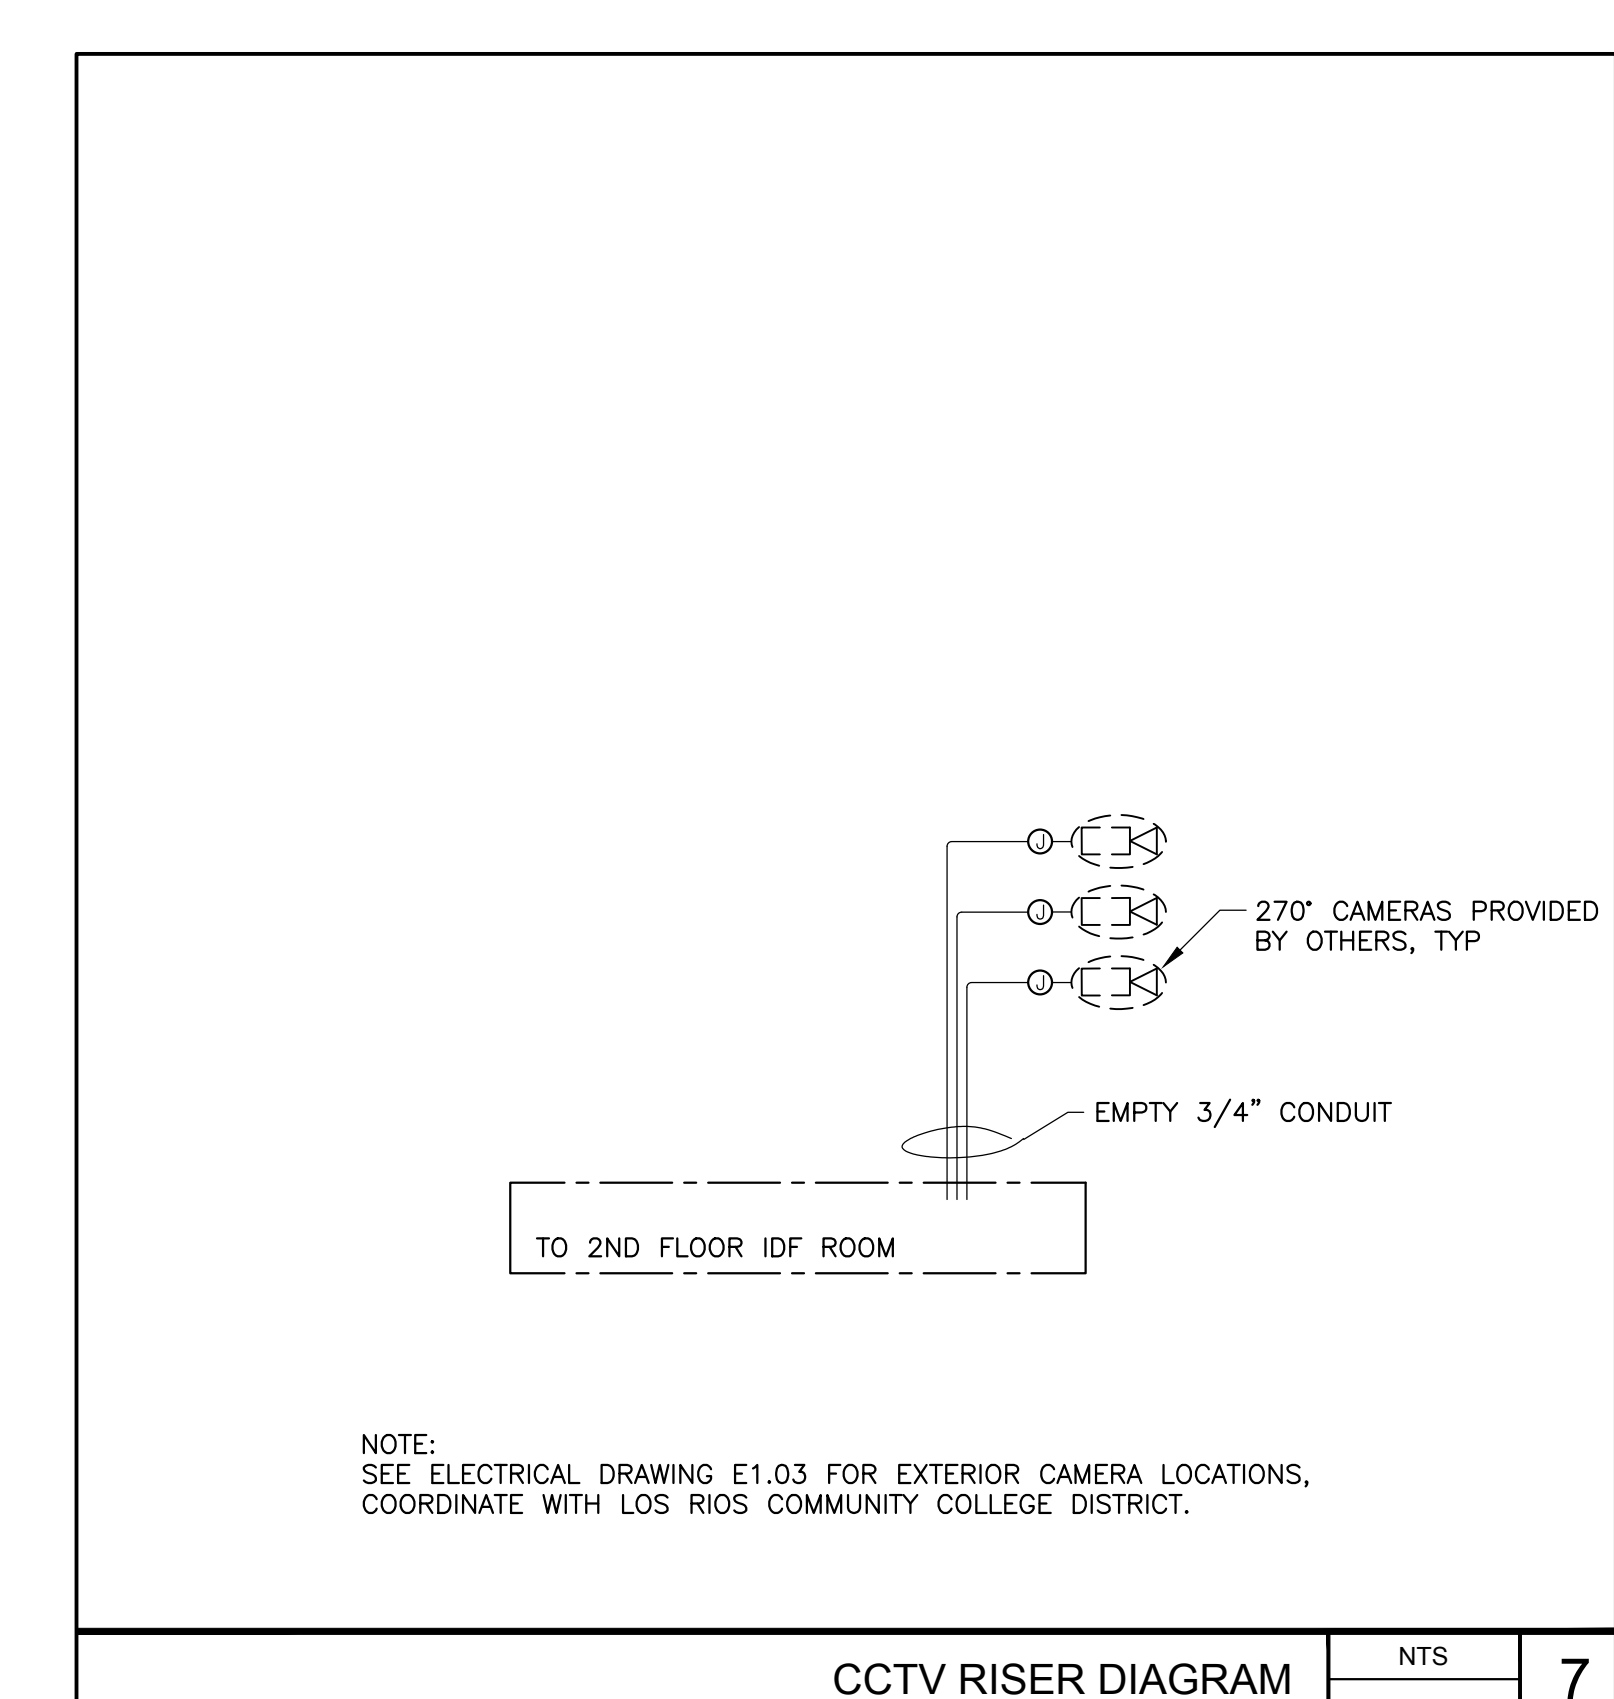 J
J
270° CAMERAS PROVIDED
BY OTHERS, TYP
J
EMPTY 3/4" CONDUIT
TO 2ND FLOOR IDF ROOM
NOTE:
SEE ELECTRICAL DRAWING E1.03 FOR EXTERIOR CAMERA LOCATIONS,
COORDINATE WITH LOS RIOS COMMUNITY COLLEGE DISTRICT.
CCTV RISER DIAGRAM
NTS
7